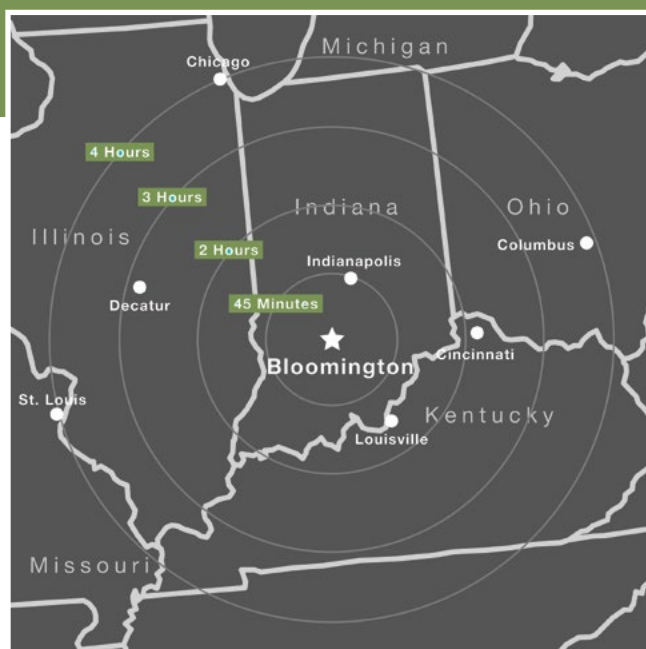 Michigan
Chicago
4 Hours
3 Hours
Indiana
Ohio
Illinois
2 Hours
Columbus
Indianapolis
Decatur
45 Minutes
Cincinnati
Bloomington
St. Louis
Kentucky
Louisville
Missouri